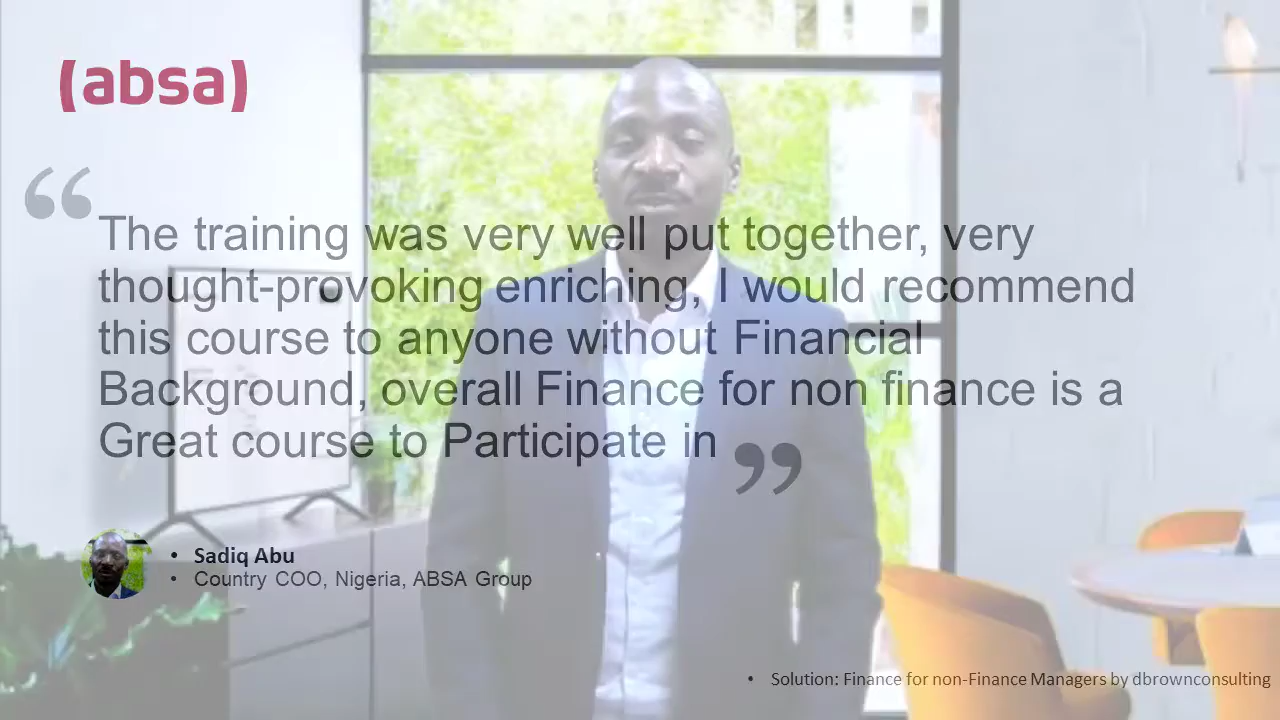 (absa)
“
The training was very well put together, very
thought-provoking enriching, I would recommend
this course to anyone without Financial
Background, overall Finance for non finance is a
Great course to Participate in ”
• Sadiq Abu
• Country COO, Nigeria, ABSA Group
• Solution: Finance for non-Finance Managers by dbrownconsulting